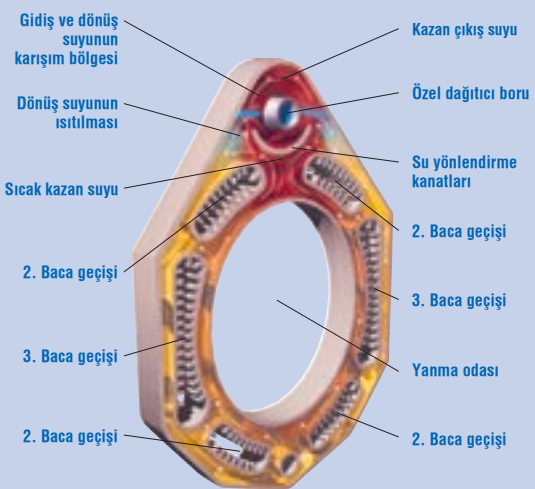 Gidiş ve dönüş
suyunun
karışım bölgesi
Dönüş suyunun
ısıtılması
Sıcak kazan suyu
2. Baca geçişi
3. Baca geçişi
2. Baca geçişi
Kazan çıkış suyu
Özel dağıtıcı boru
Su yönlendirme
kanatları
2. Baca geçişi
3. Baca geçişi
Yanma odası
2. Baca geçişi